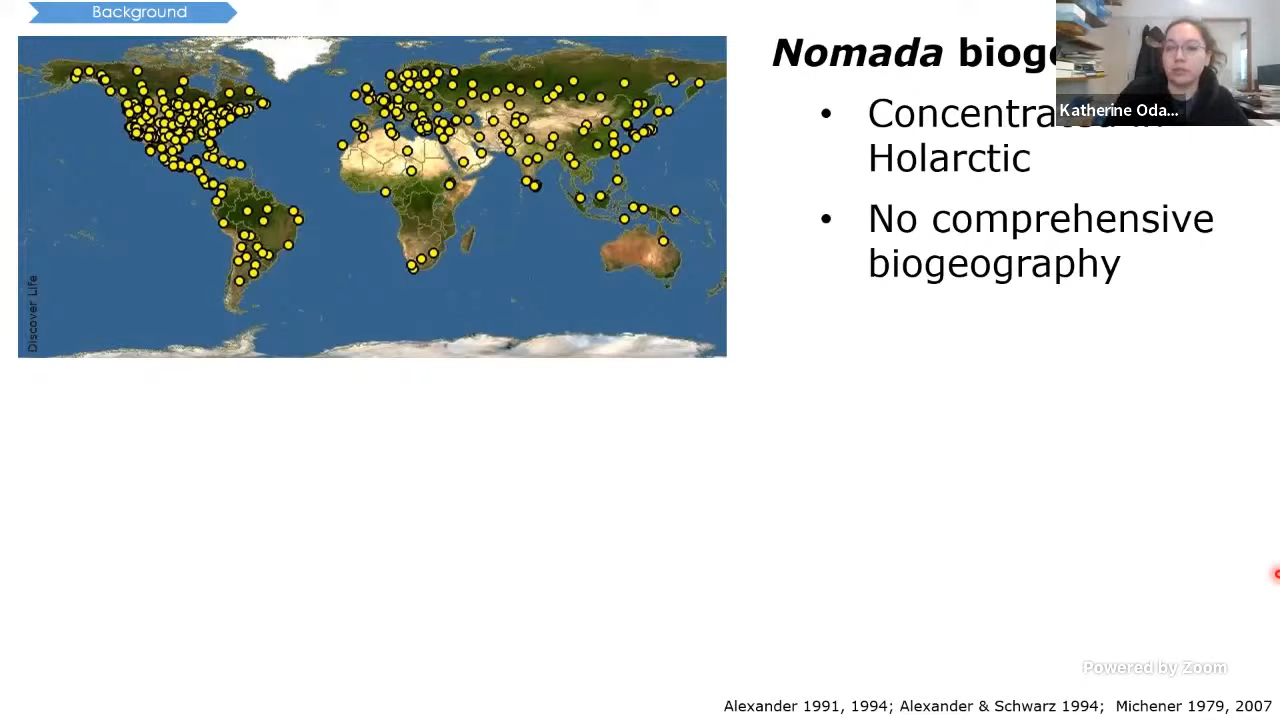 Background
Nomada biog
Katherine Oda...
Concentra
Holarctic
No comprehensive
biogeography
Discover Life
Powered by Zoom
Alexander 1991, 1994; Alexander & Schwarz 1994; Michener 1979, 2007